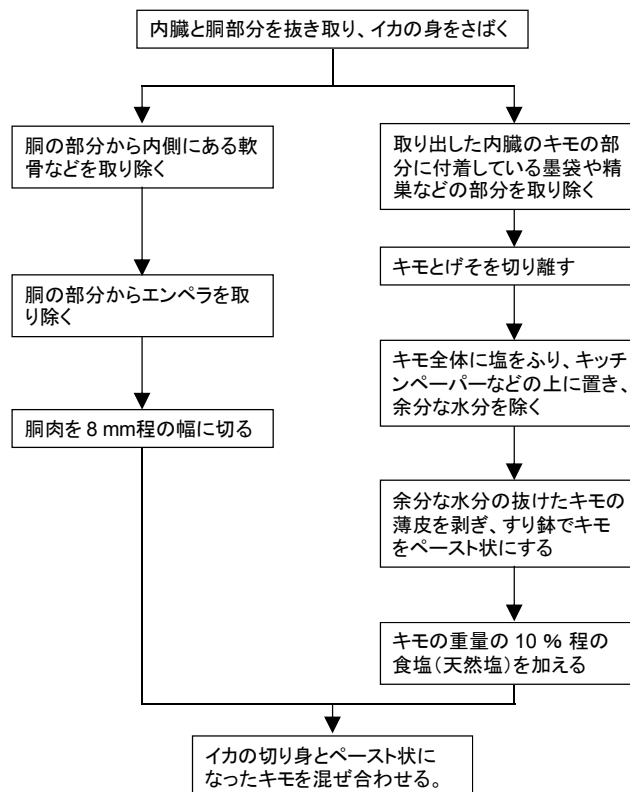 内臓と胴部分を抜き取り、イカの身をさばく
胴の部分から内側にある軟
骨などを取り除く
胴の部分からエンペラを取
り除く
胴肉を 8 mm程の幅に切る
取り出した内臓のキモの部
分に付着している墨袋や精
巣などの部分を取り除く
キモとげそを切り離す
キモ全体に塩をふり、キッチ
ンペーパーなどの上に置き、
余分な水分を除く
余分な水分の抜けたキモの
薄皮を剥ぎ、すり鉢でキモ
をペースト状にする
キモの重量の 10 % 程の
食塩（天然塩）を加える
イカの切り身とペースト状に
なったキモを混ぜ合わせる。